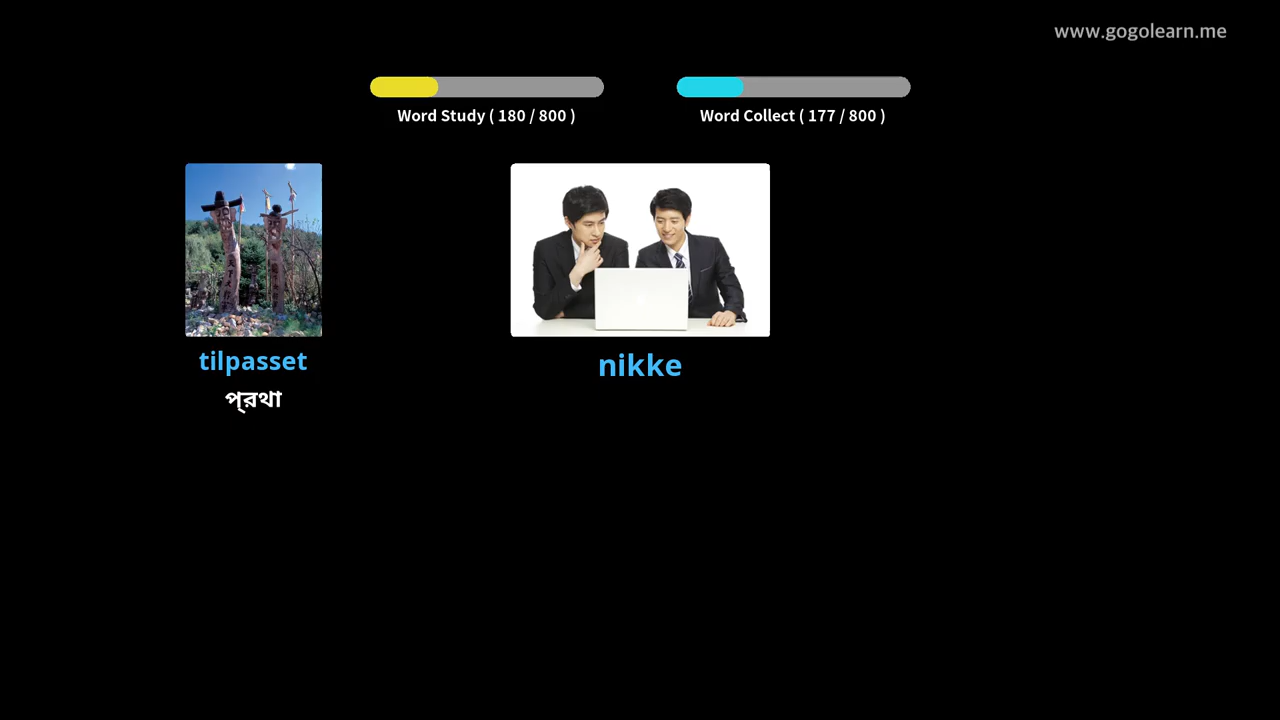 www.gogolearn.me
Word Study ( 180 / 800 )
Word Collect ( 177 / 800 )
tilpasset
nikke
প্রথা